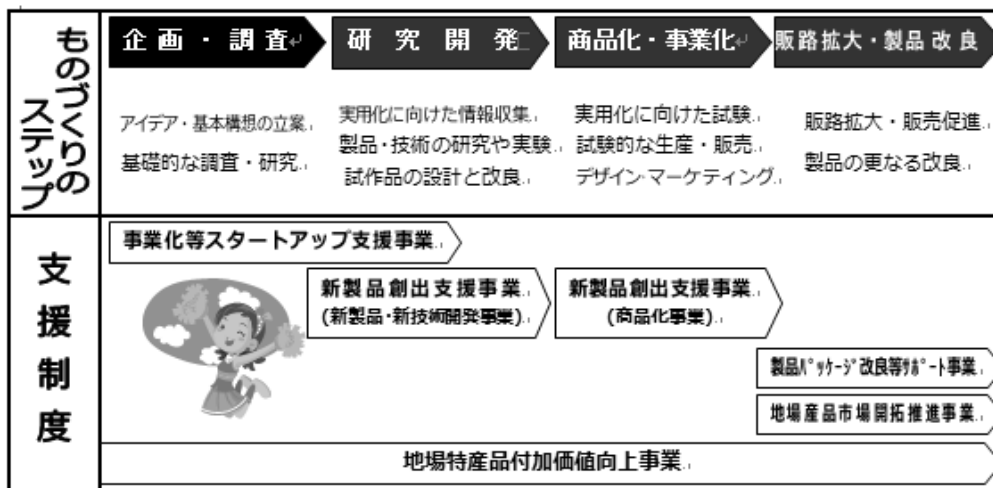 ものづくりの
ステップ
企画・調査
研究開発
商品化・事業化
販路拡大・製品改良
アイデア・基本構想の立案
基礎的な調査・研究
実用化に向けた情報収集
製品・技術の研究や実験
試作品の設計と改良
実用化に向けた試験
試験的な生産・販売
デザイン・マーケティング
販路拡大・販売促進
製品の更なる改良
支援制度
事業化等スタートアップ支援事業
新製品創出支援事業
(新製品・新技術開発事業)
新製品創出支援事業
(商品化事業)
製品ﾊﾟｯｹｰｼﾞ改良等ｻﾎﾟｰﾄ事業
地場産品市場開拓推進事業
地場特産品付加価値向上事業